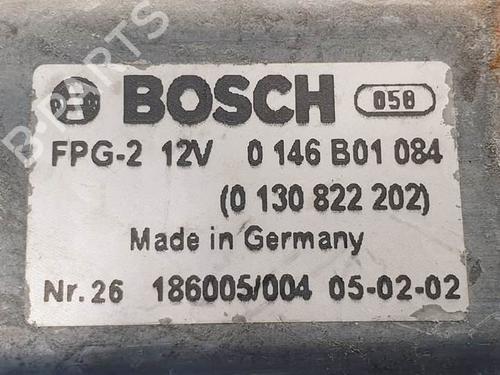 B-PARTS
BOSCH 058
FPG-2 12V 0 146 B01 084
(0 130 822 202)
Made in Germany
Nr.26 186005/004 05-02-02